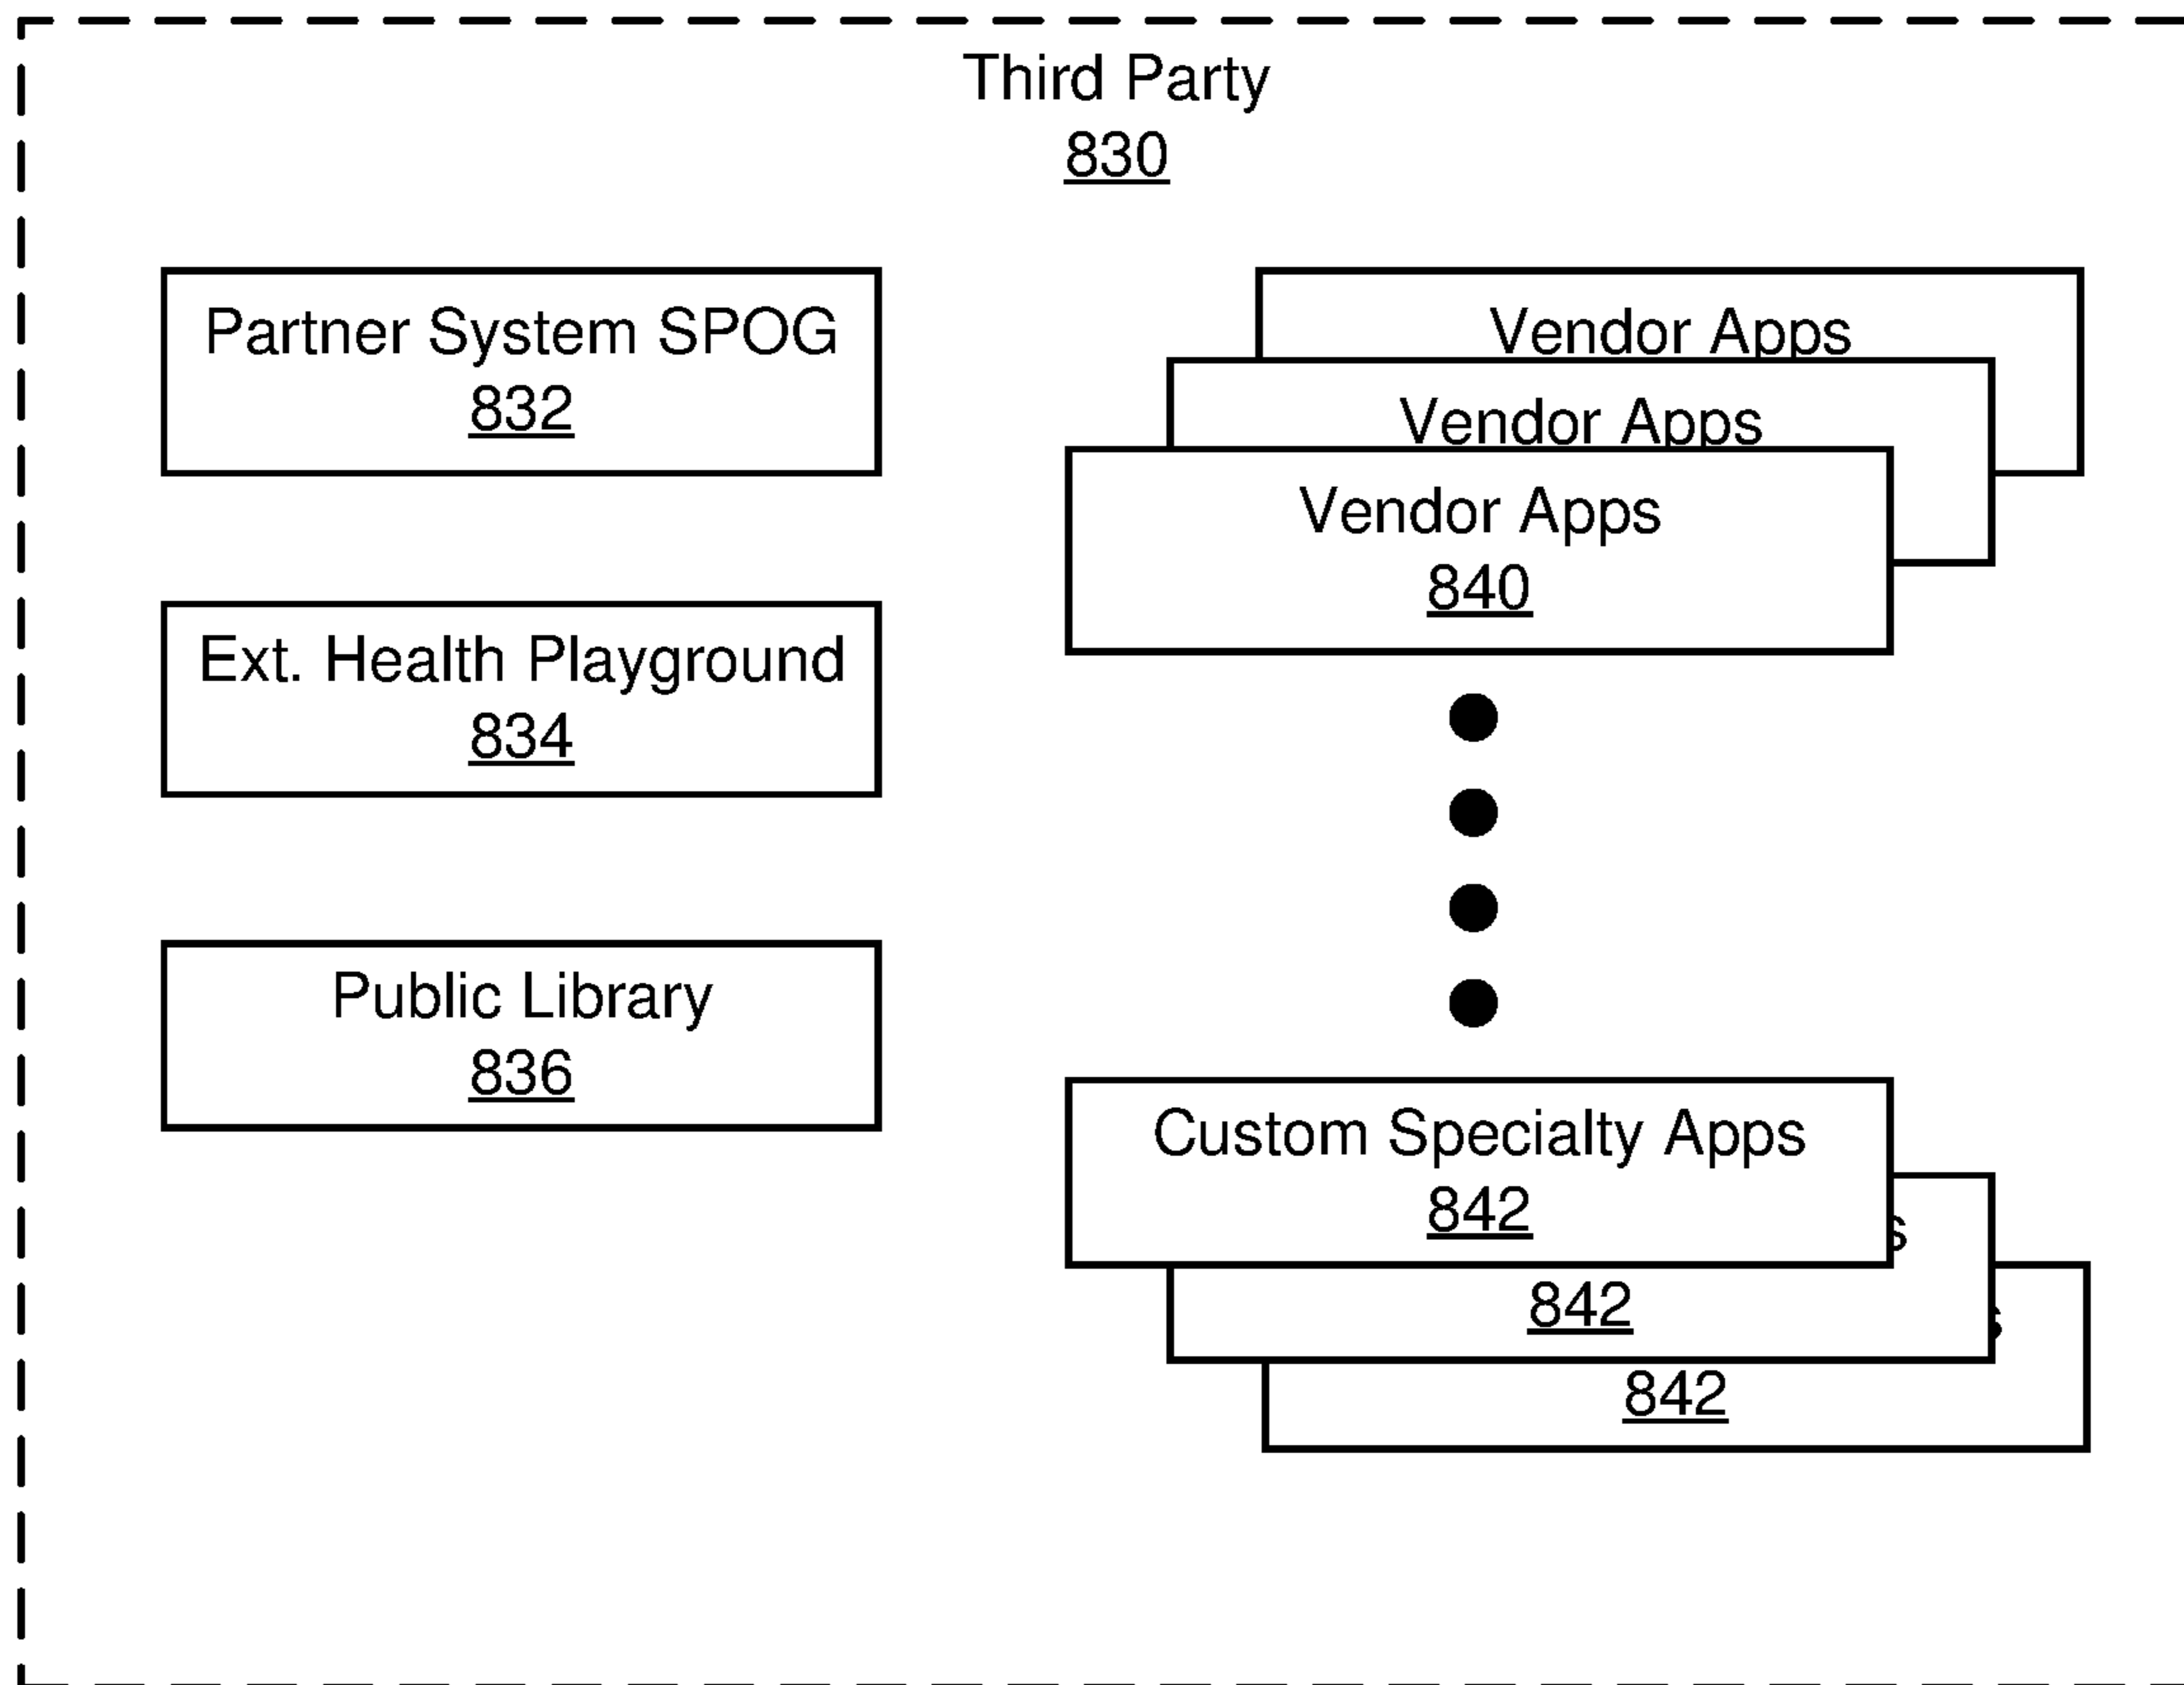 Third Party
830
Partner System SPOG
832
Ext. Health Playground
834
Public Library
836
Vendor Apps
Vendor Apps
Vendor Apps
840
Custom Specialty Apps
842
842
842